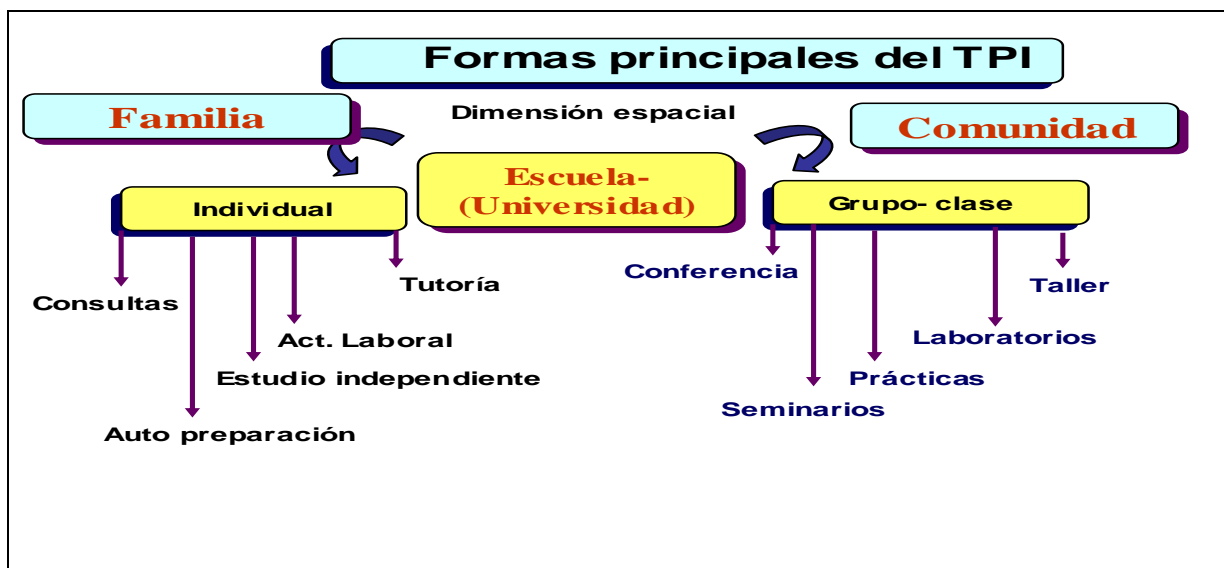 Formas principales del TPI
Familia
Dimensión espacial
Comunidad
Escuela-
(Universidad)
Individual
Grupo- clase
Consultas
Tutoría
Act. Laboral
Estudio independiente
Auto preparación
Conferencia
Taller
Laboratorios
Prácticas
Seminarios